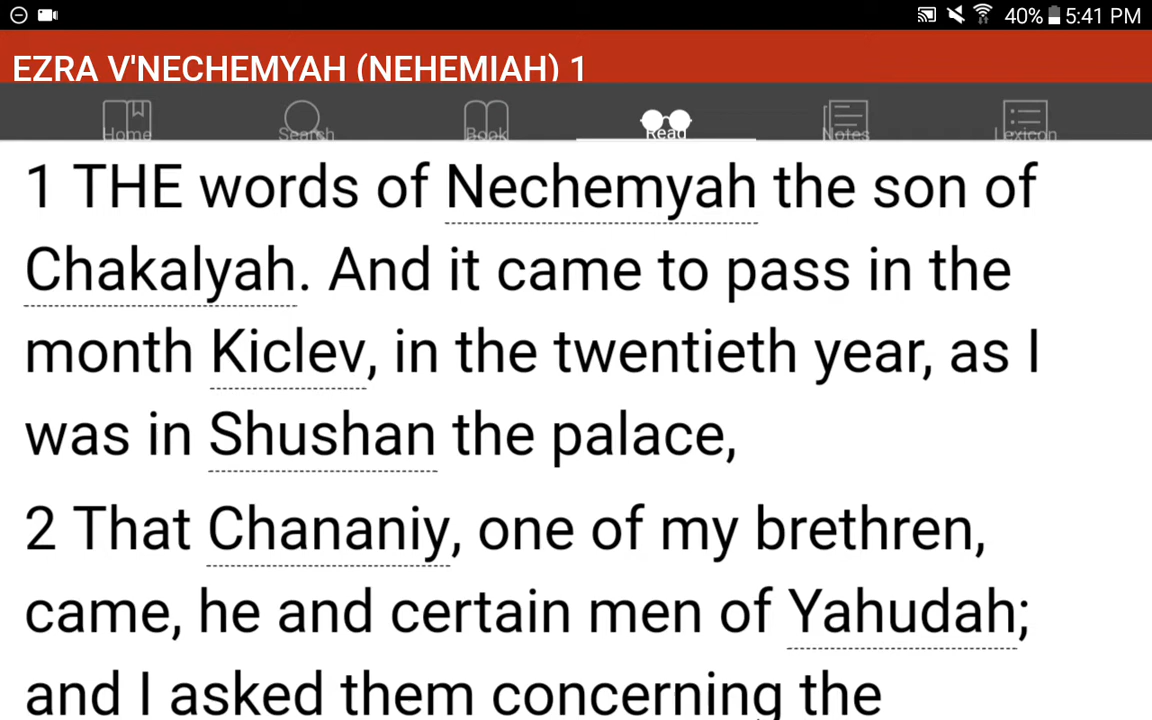 40% 5:41 PM
EZRA V'NECHEMYAH (NEHEMIAH) 1
Home Search Book Read Notes Lexicon
1 THE words of Nechemyah the son of
Chakalyah. And it came to pass in the
month Kiclev, in the twentieth year, as I
was in Shushan the palace,
2 That Chananiy, one of my brethren,
came, he and certain men of Yahudah;
and I asked them concerning the